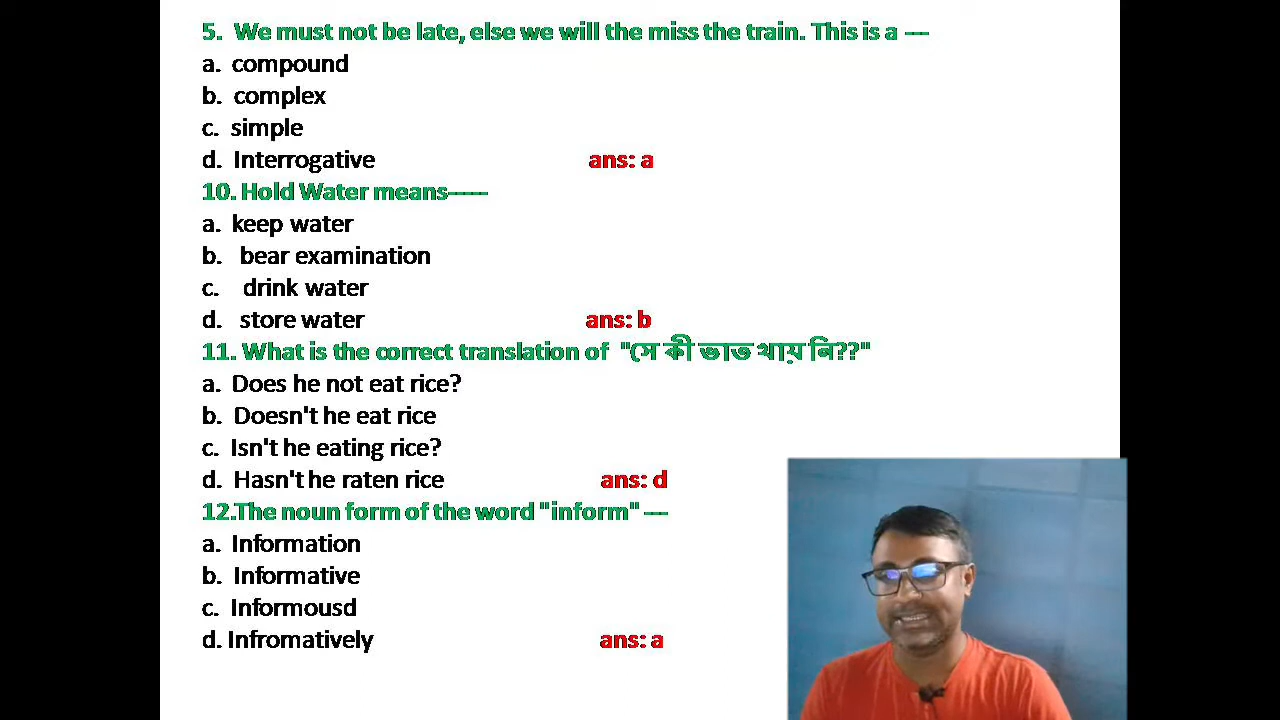 5. We must not be late, else we will the miss the train. This is a ---
a. compound
b. complex
c. simple
d. Interrogative ans: a
10. Hold Water means-----
a. keep water
b. bear examination
c. drink water
d. store water ans: b
11. What is the correct translation of "সে কী ভাত খায় নি??"
a. Does he not eat rice?
b. Doesn't he eat rice
c. Isn't he eating rice?
d. Hasn't he raten rice ans: d
12.The noun form of the word "inform" ---
a. Information
b. Informative
c. Informousd
d. Infromatively ans: a